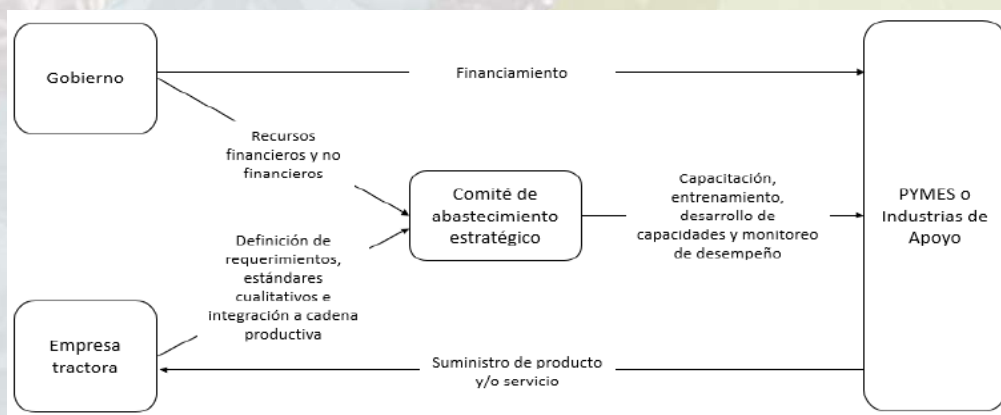 Gobierno
Financiamiento
Recursos
financieros y no
financieros
Comité de
abastecimiento
estratégico
Capacitación,
entrenamiento,
desarrollo de
capacidades y monitoreo
de desempeño
PYMES o
Industrias de
Apoyo
Definición de
requerimientos,
estándares
cualitativos e
integración a cadena
productiva
Empresa
tractora
Suministro de producto
y/o servicio